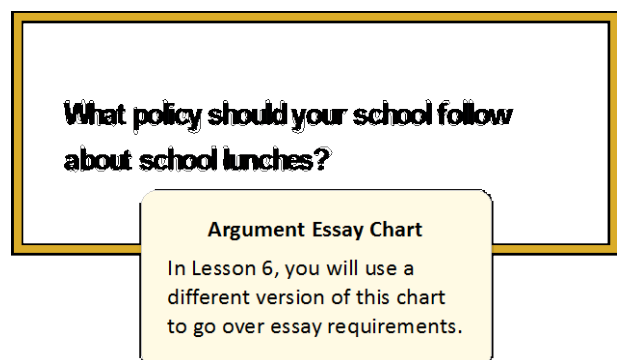 What policy should your school follow
about school lunches?
Argument Essay Chart
In Lesson 6, you will use a
different version of this chart
to go over essay requirements.